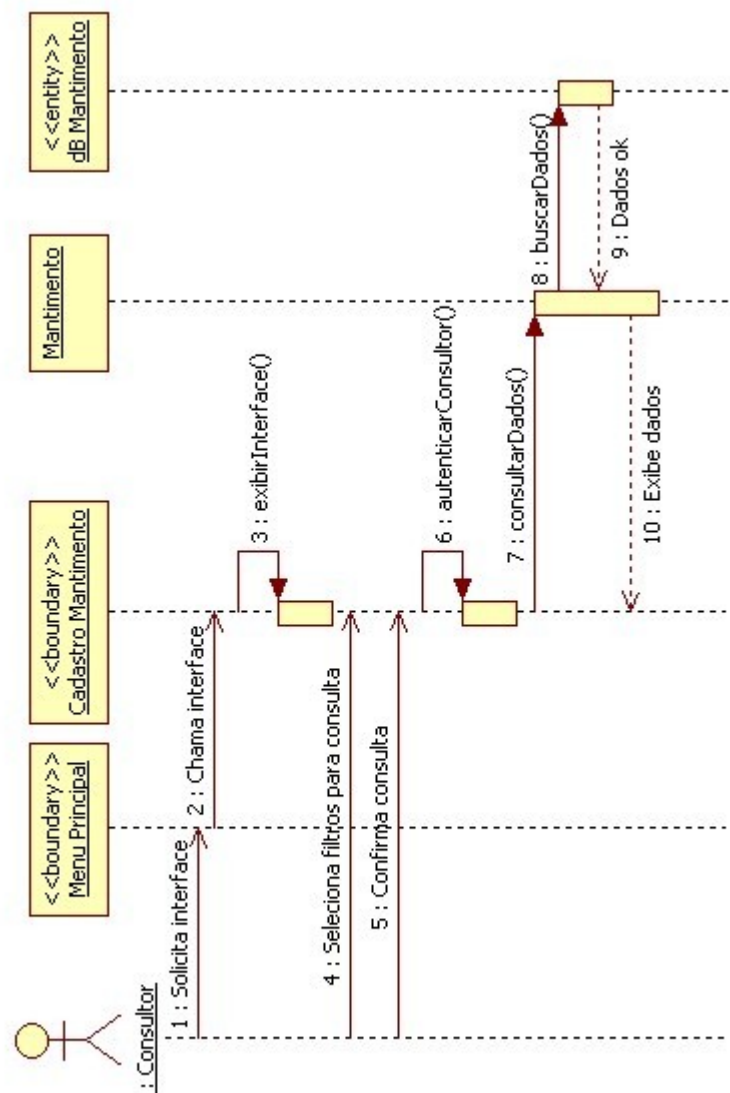 : Consultor
<<boundary>>
Menu Principal
<<boundary>>
Cadastro Mantimento
Mantimento
<<entity>>
dB Mantimento
1 : Solicita interface
2 : Chama interface
3 : exibirInterface()
4 : Seleciona filtros para consulta
5 : Confirma consulta
6 : autenticarConsultor()
7 : consultarDados()
8 : buscarDados()
9 : Dados ok
10 : Exibe dados